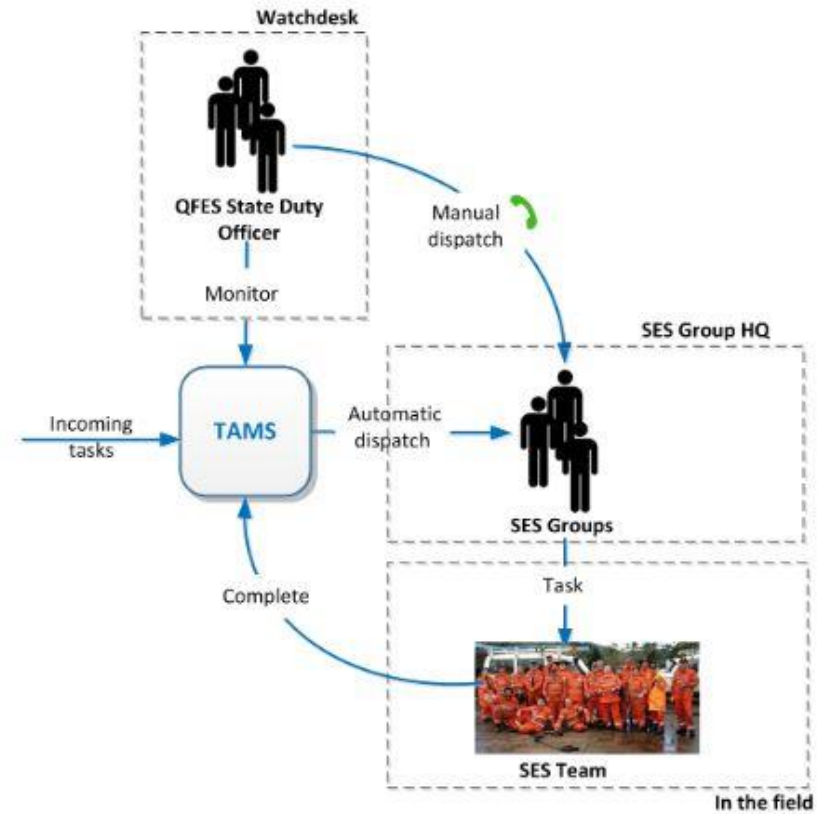 Watchdesk
QFES State Duty
Officer
Manual
dispatch
Monitor
SES Group HQ
Incoming
tasks
TAMS
Automatic
dispatch
SES Groups
Complete
Task
SES Team
In the field